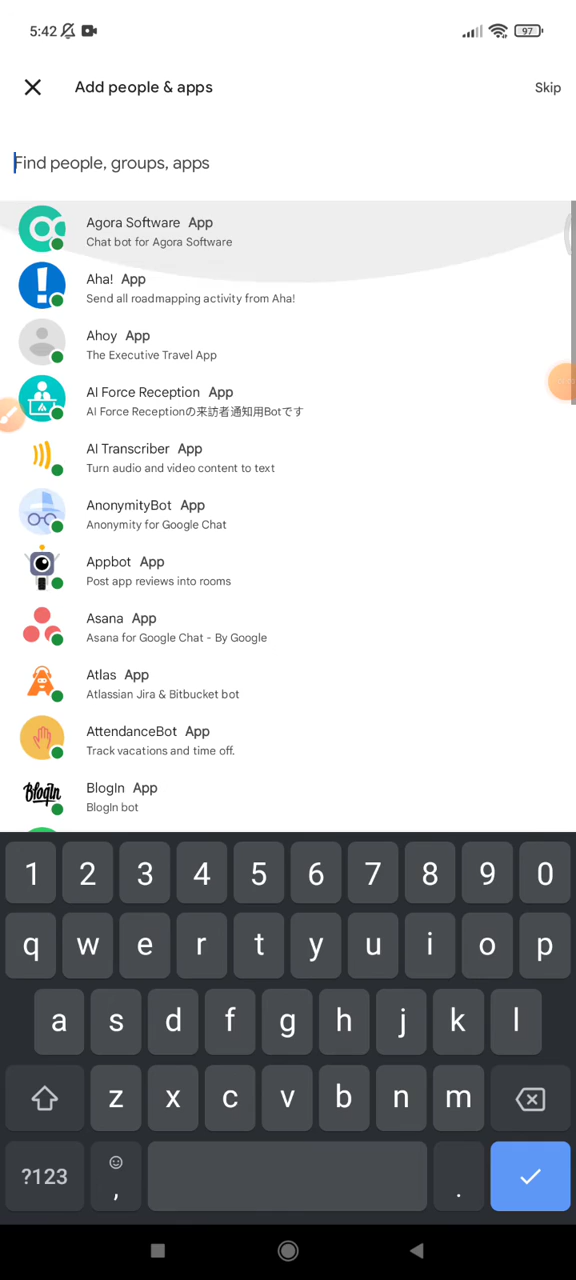 5:42
97
Add people & apps
Skip
Find people, groups, apps
Agora Software App
Chat bot for Agora Software
Aha! App
Send all roadmapping activity from Aha!
Ahoy App
The Executive Travel App
AI Force Reception App
AI Force Receptionの来訪者通知用Botです
AI Transcriber App
Turn audio and video content to text
AnonymityBot App
Anonymity for Google Chat
Appbot App
Post app reviews into rooms
Asana App
Asana for Google Chat - By Google
Atlas App
Atlassian Jira & Bitbucket bot
AttendanceBot App
Track vacations and time off.
BlogIn
BlogIn App
BlogIn bot
1 2 3 4 5 6 7 8 9 0
q w e r t y u i o p
a s d f g h j k l
z x c v b n m
?123 , .